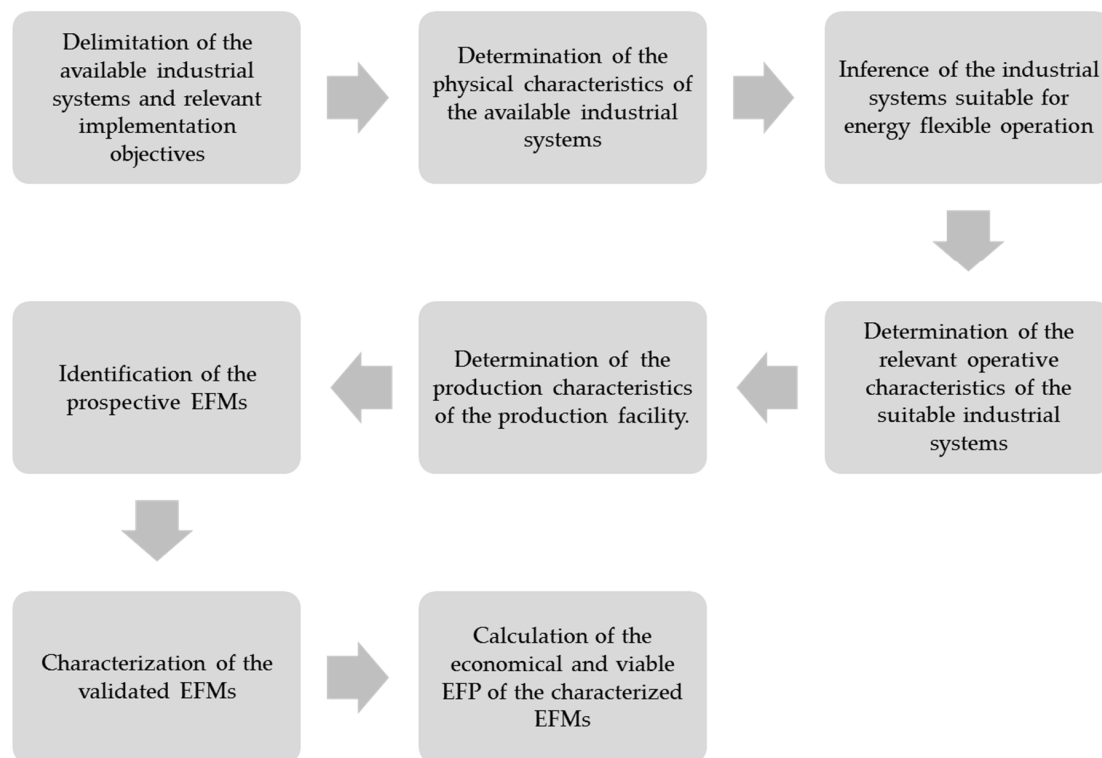 Delimitation of the
available industrial
systems and relevant
implementation
objectives
Determination of the
physical characteristics of
the available industrial
systems
Inference of the industrial
systems suitable for
energy flexible operation
Determination of the
relevant operative
characteristics of the
suitable industrial
systems
Determination of the
production characteristics
of the production facility.
Identification of the
prospective EFMs
Characterization of the
validated EFMs
Calculation of the
economical and viable
EFP of the characterized
EFMs